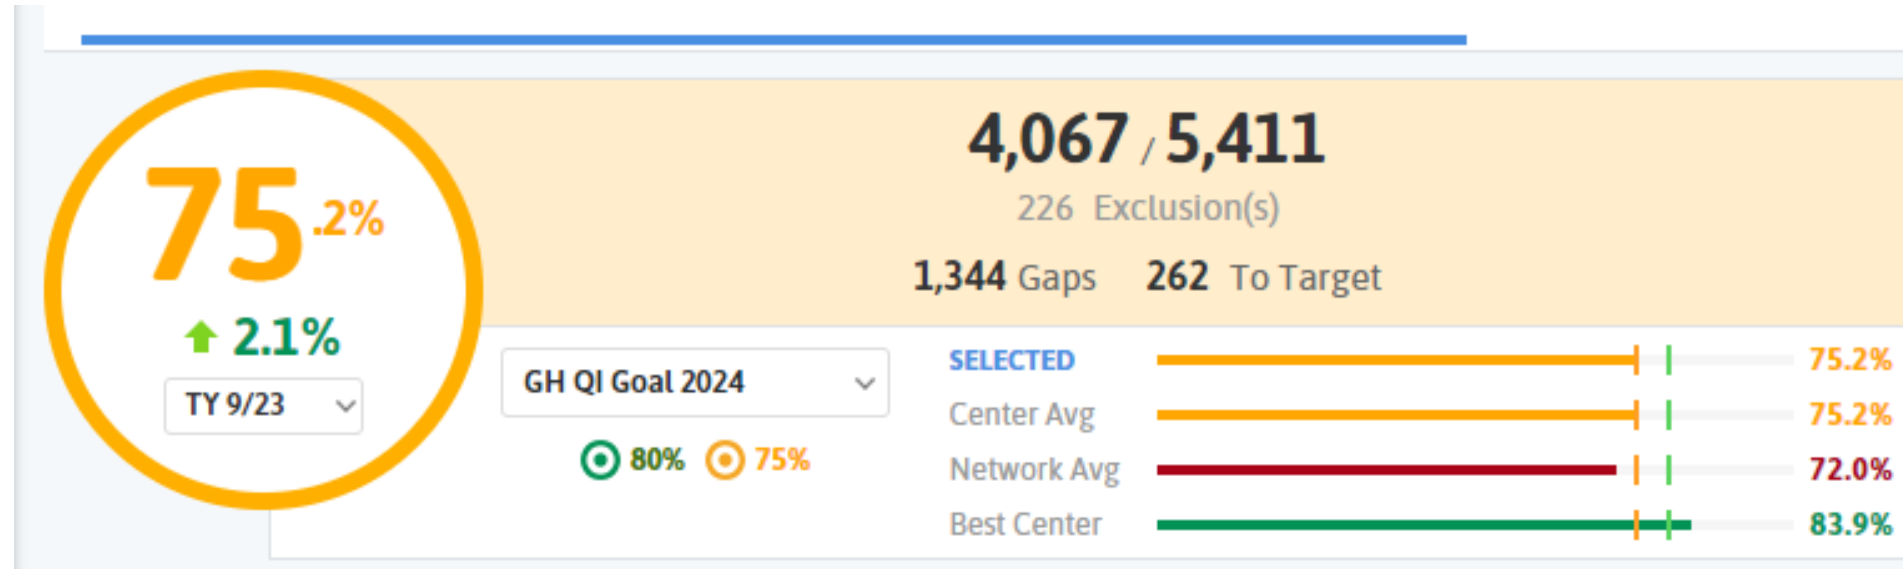 75.2%
2.1%
TY 9/23
4,067 / 5,411
226 Exclusion(s)
1,344 Gaps 262 To Target
GH QI Goal 2024
80% 75%
SELECTED 75.2%
Center Avg 75.2%
Network Avg 72.0%
Best Center 83.9%